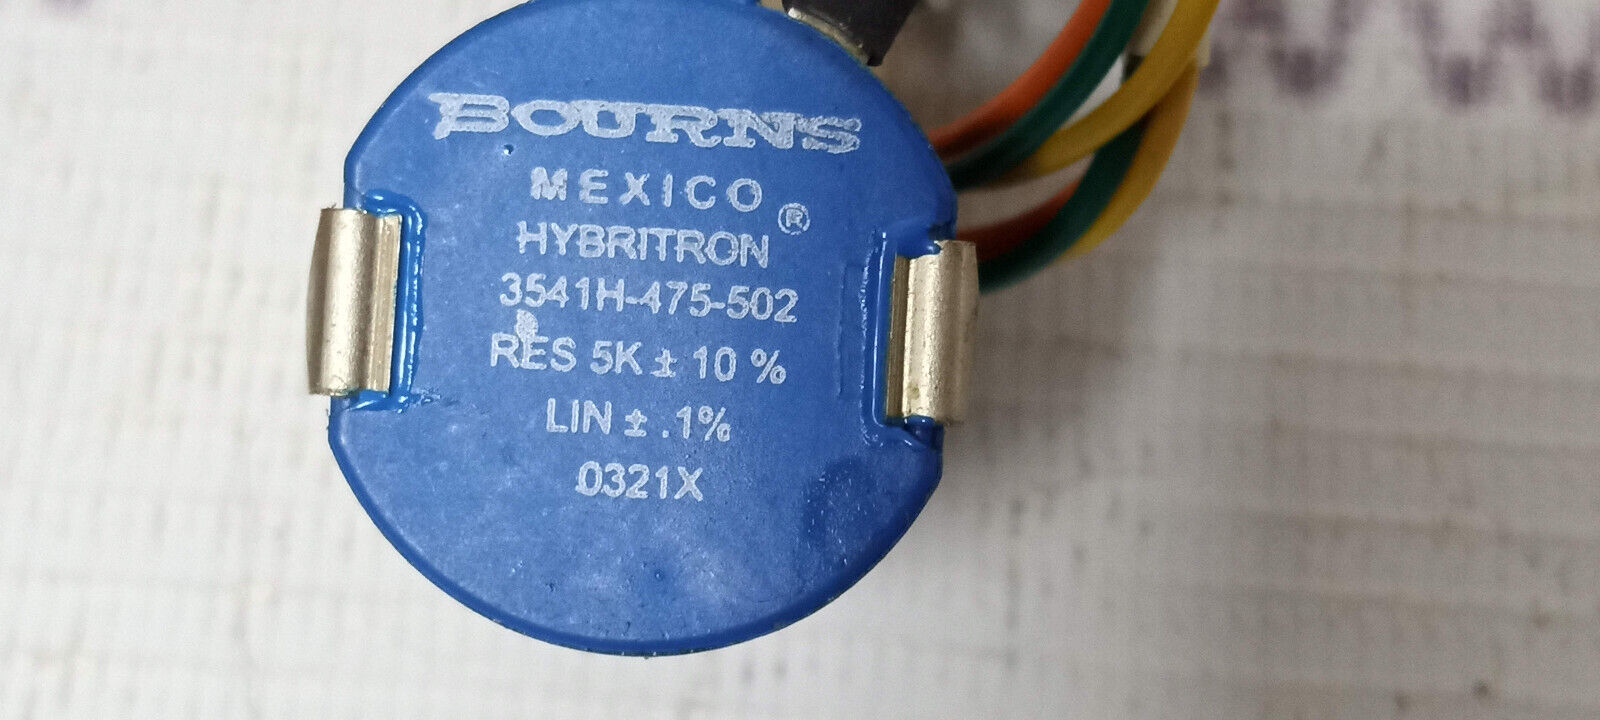 BOURNS
MEXICO
HYBRITRON ®
3541H-475-502
RES 5K ± 10 %
LIN ± .1%
0321X